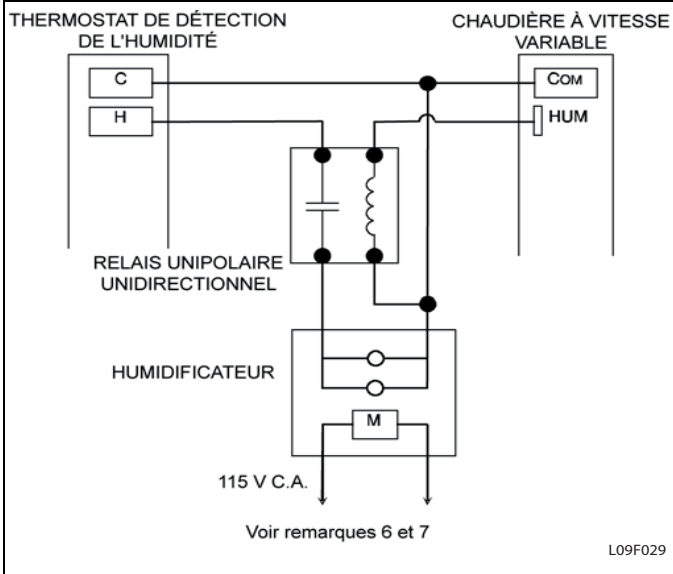 THERMOSTAT DE DÉTECTION
DE L'HUMIDITÉ
CHAUDIÈRE À VITESSE
VARIABLE
C
COM
H
HUM
RELAIS UNIPOLAIRE
UNIDIRECTIONNEL
HUMIDIFICATEUR
M
115 V C.A.
Voir remarques 6 et 7
L09F029